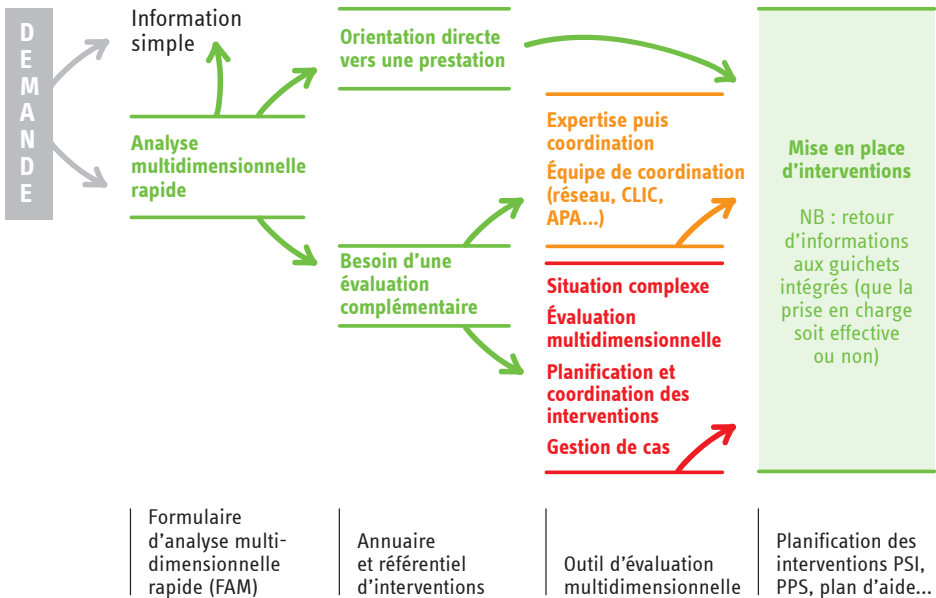 DEMANDE
Information
simple
Analyse
multidimensionnelle
rapide
Orientation directe
vers une prestation
Besoin d'une
évaluation
complémentaire
Expertise puis
coordination
Équipe de coordination
(réseau, CLIC,
APA...)
Situation complexe
Évaluation
multidimensionnelle
Planification et
coordination des
interventions
Gestion de cas
Mise en place
d'interventions
NB : retour
d'informations
aux guichets
intégrés (que la
prise en charge
soit effective
ou non)
Formulaire
d'analyse multi-
dimensionnelle
rapide (FAM)
Annuaire
et référentiel
d'interventions
Outil d'évaluation
multidimensionnelle
Planification des
interventions PSI,
PPS, plan d'aide...